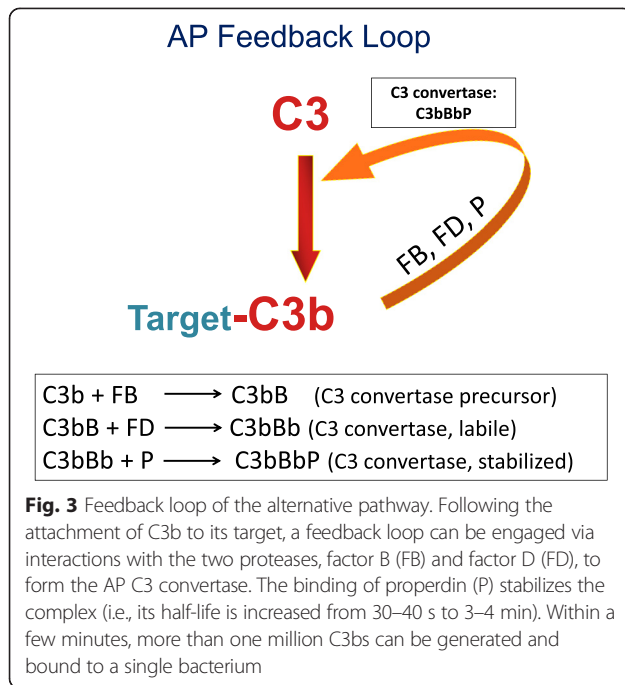 AP Feedback Loop
C3 convertase:
C3bBbP
C3
FB, FD, P
Target-C3b
C3b + FB ⟶ C3bB (C3 convertase precursor)
C3bB + FD ⟶ C3bBb (C3 convertase, labile)
C3bBb + P ⟶ C3bBbP (C3 convertase, stabilized)
Fig. 3 Feedback loop of the alternative pathway. Following the
attachment of C3b to its target, a feedback loop can be engaged via
interactions with the two proteases, factor B (FB) and factor D (FD), to
form the AP C3 convertase. The binding of properdin (P) stabilizes the
complex (i.e., its half-life is increased from 30–40 s to 3–4 min). Within a
few minutes, more than one million C3bs can be generated and
bound to a single bacterium